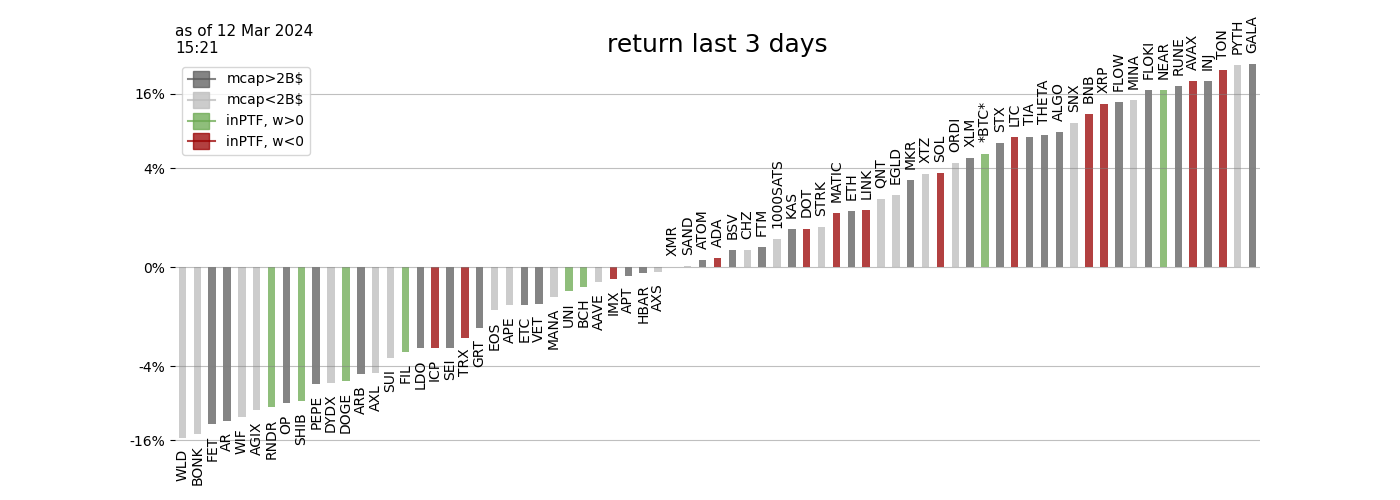 as of 12 Mar 2024
15:21
return last 3 days
mcap>2B$
mcap<2B$
inPTF, w>0
inPTF, w<0
16%
4%
0%
-4%
-16%
WLD
BONK
FET
AR
WIF
AGIX
RNDR
OP
SHIB
PEPE
DYDX
DOGE
ARB
AXL
SUI
FIL
LDO
ICP
SEI
TRX
GRT
EOS
APE
ETC
VET
MANA
UNI
BCH
AAVE
IMX
APT
HBAR
AXS
XMR
SAND
ATOM
ADA
BSV
CHZ
FTM
1000SATS
KAS
DOT
STRK
MATIC
ETH
LINK
QNT
EGLD
MKR
XTZ
SOL
ORDI
XLM
*BTC*
STX
LTC
TIA
THETA
ALGO
SNX
BNB
XRP
FLOW
MINA
FLOKI
NEAR
RUNE
AVAX
INJ
TON
PYTH
GALA